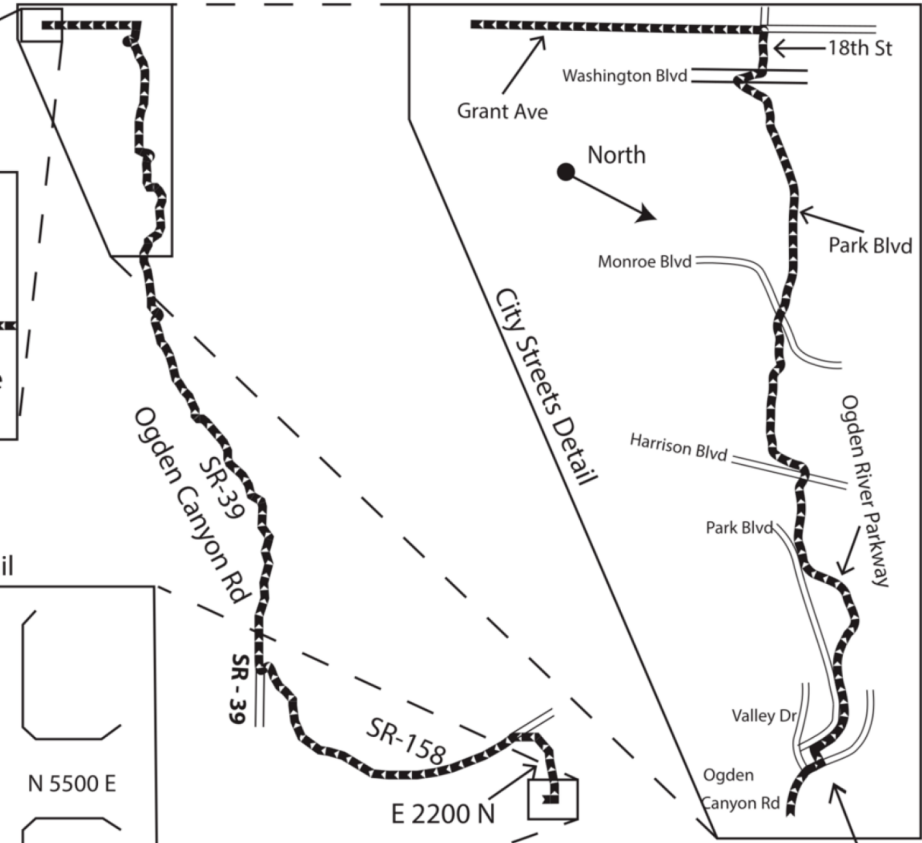 18th St
Washington Blvd
Grant Ave
North
Park Blvd
Monroe Blvd
City Streets Detail
Ogden River Parkway
Harrison Blvd
Park Blvd
Valley Dr
Ogden
Canyon Rd
SR-39
Ogden Canyon Rd
SR - 39
SR-158
E 2200 N
il
N 5500 E